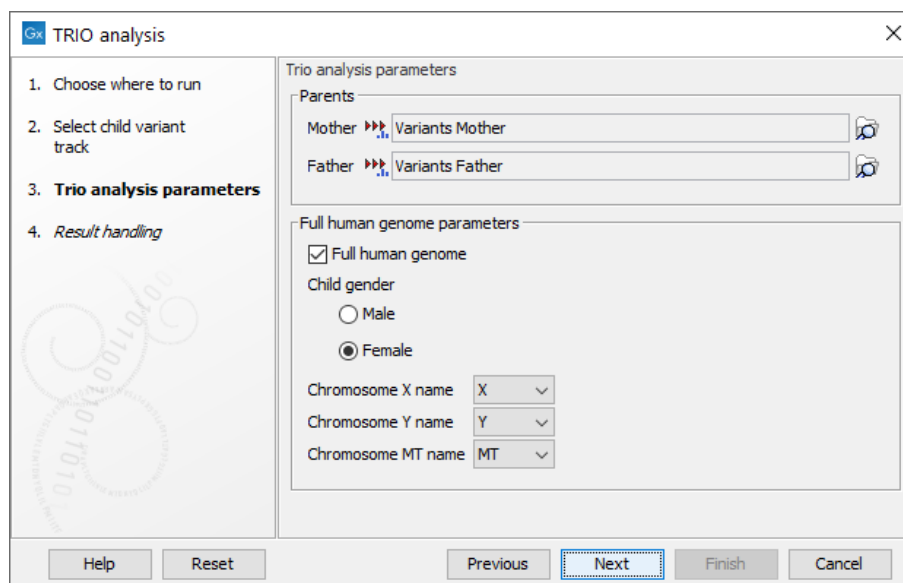 Gx TRIO analysis
1. Choose where to run
2. Select child variant
track
3. Trio analysis parameters
4. Result handling
Trio analysis parameters
Parents
Mother Variants Mother
Father Variants Father
Full human genome parameters
Full human genome
Child gender
Male
Female
Chromosome X name X
Chromosome Y name Y
Chromosome MT name MT
Help Reset Previous Next Finish Cancel